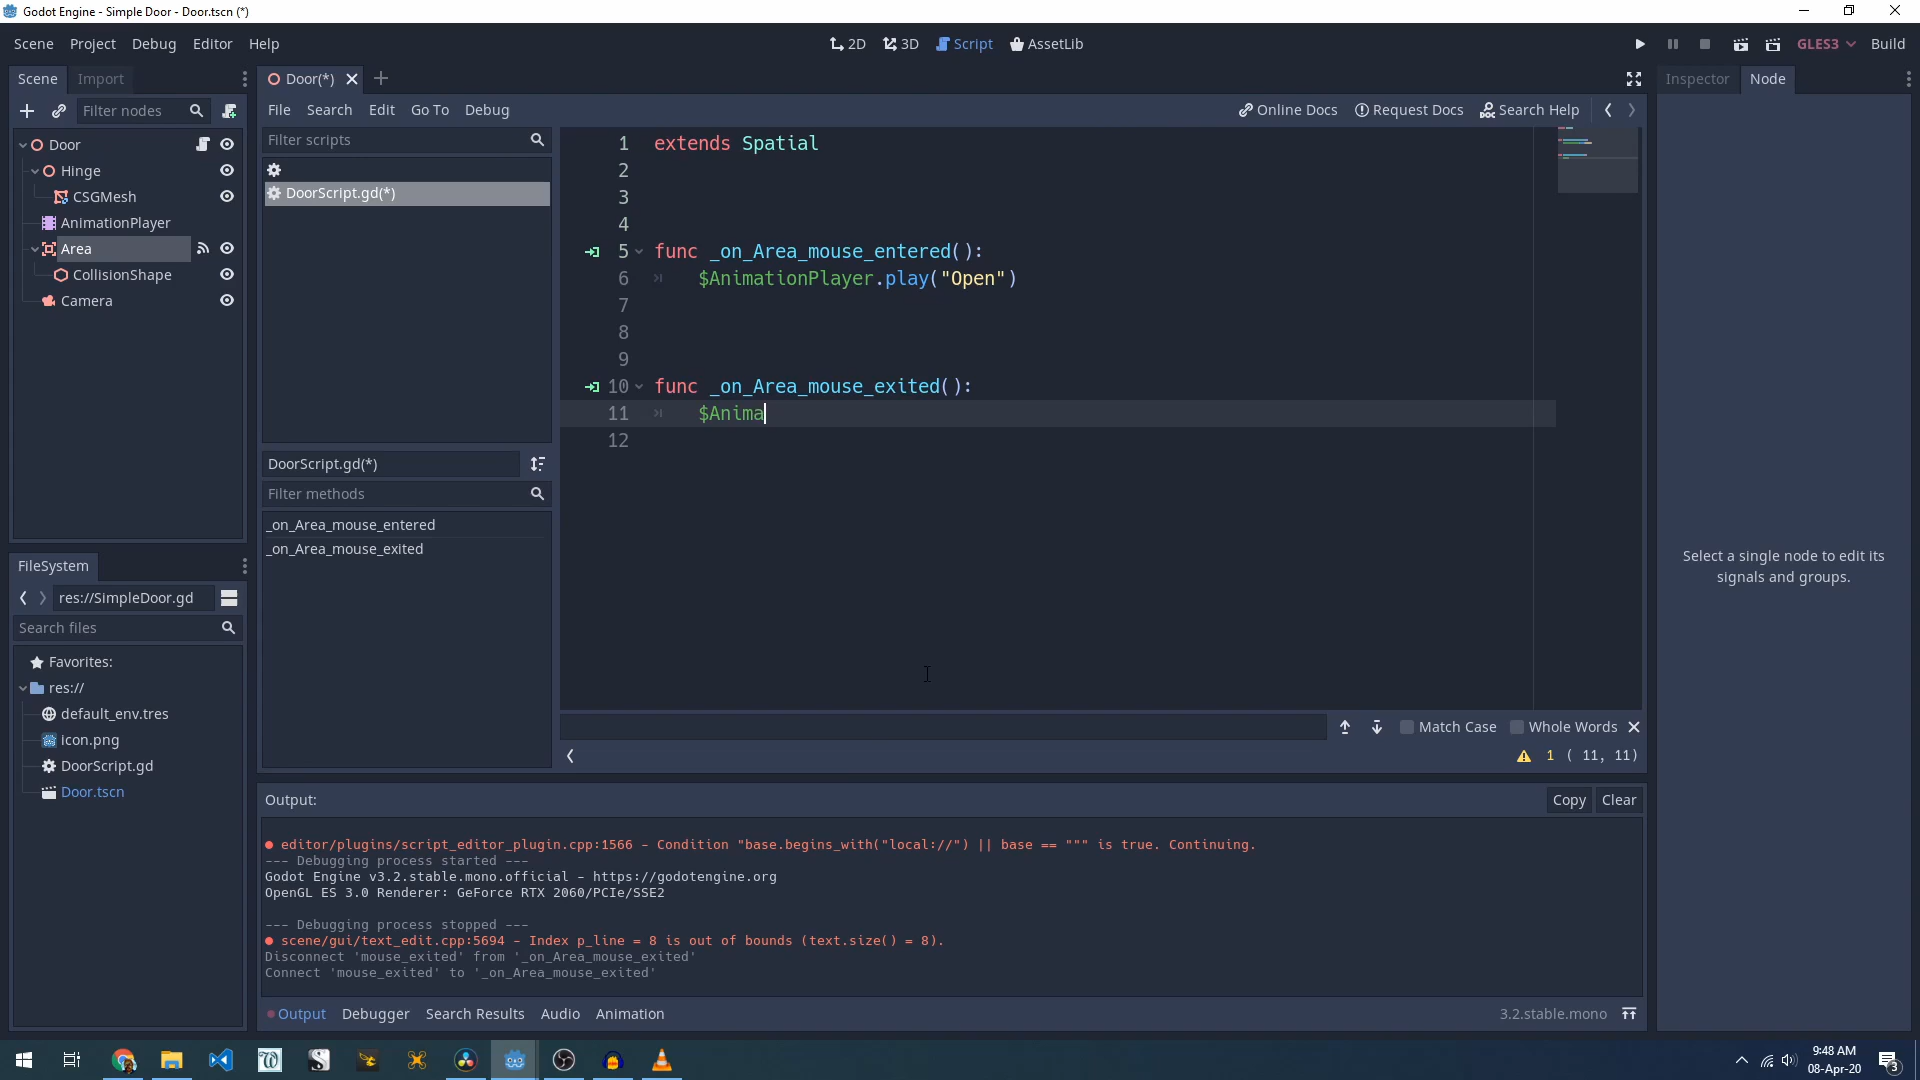 Godot Engine - Simple Door - Door.tscn (*)
Scene Project Debug Editor Help
2D 3D Script AssetLib
GLES3 Build
Scene Import
Door(*)
Inspector Node
Filter nodes
File Search Edit Go To Debug
Online Docs Request Docs Search Help
Door
Hinge
CSGMesh
AnimationPlayer
Area
CollisionShape
Camera
Filter scripts
DoorScript.gd(*)
DoorScript.gd(*)
Filter methods
_on_Area_mouse_entered
_on_Area_mouse_exited
1 extends Spatial
2
3
4
5 func _on_Area_mouse_entered():
6 $AnimationPlayer.play("Open")
7
8
9
10 func _on_Area_mouse_exited():
11 $Anima
12
Match Case Whole Words
1 ( 11, 11)
Select a single node to edit its
signals and groups.
FileSystem
res://SimpleDoor.gd
Search files
Favorites:
res://
default_env.tres
icon.png
DoorScript.gd
Door.tscn
Output:
Copy Clear
editor/plugins/script_editor_plugin.cpp:1566 - Condition "base.begins_with("local://") || base == """ is true. Continuing.
--- Debugging process started ---
Godot Engine v3.2.stable.mono.official - https://godotengine.org
OpenGL ES 3.0 Renderer: GeForce RTX 2060/PCIe/SSE2
--- Debugging process stopped ---
scene/gui/text_edit.cpp:5694 - Index p_line = 8 is out of bounds (text.size() = 8).
Disconnect 'mouse_exited' from '_on_Area_mouse_exited'
Connect 'mouse_exited' to '_on_Area_mouse_exited'
Output Debugger Search Results Audio Animation
3.2.stable.mono
9:48 AM
08-Apr-20
3